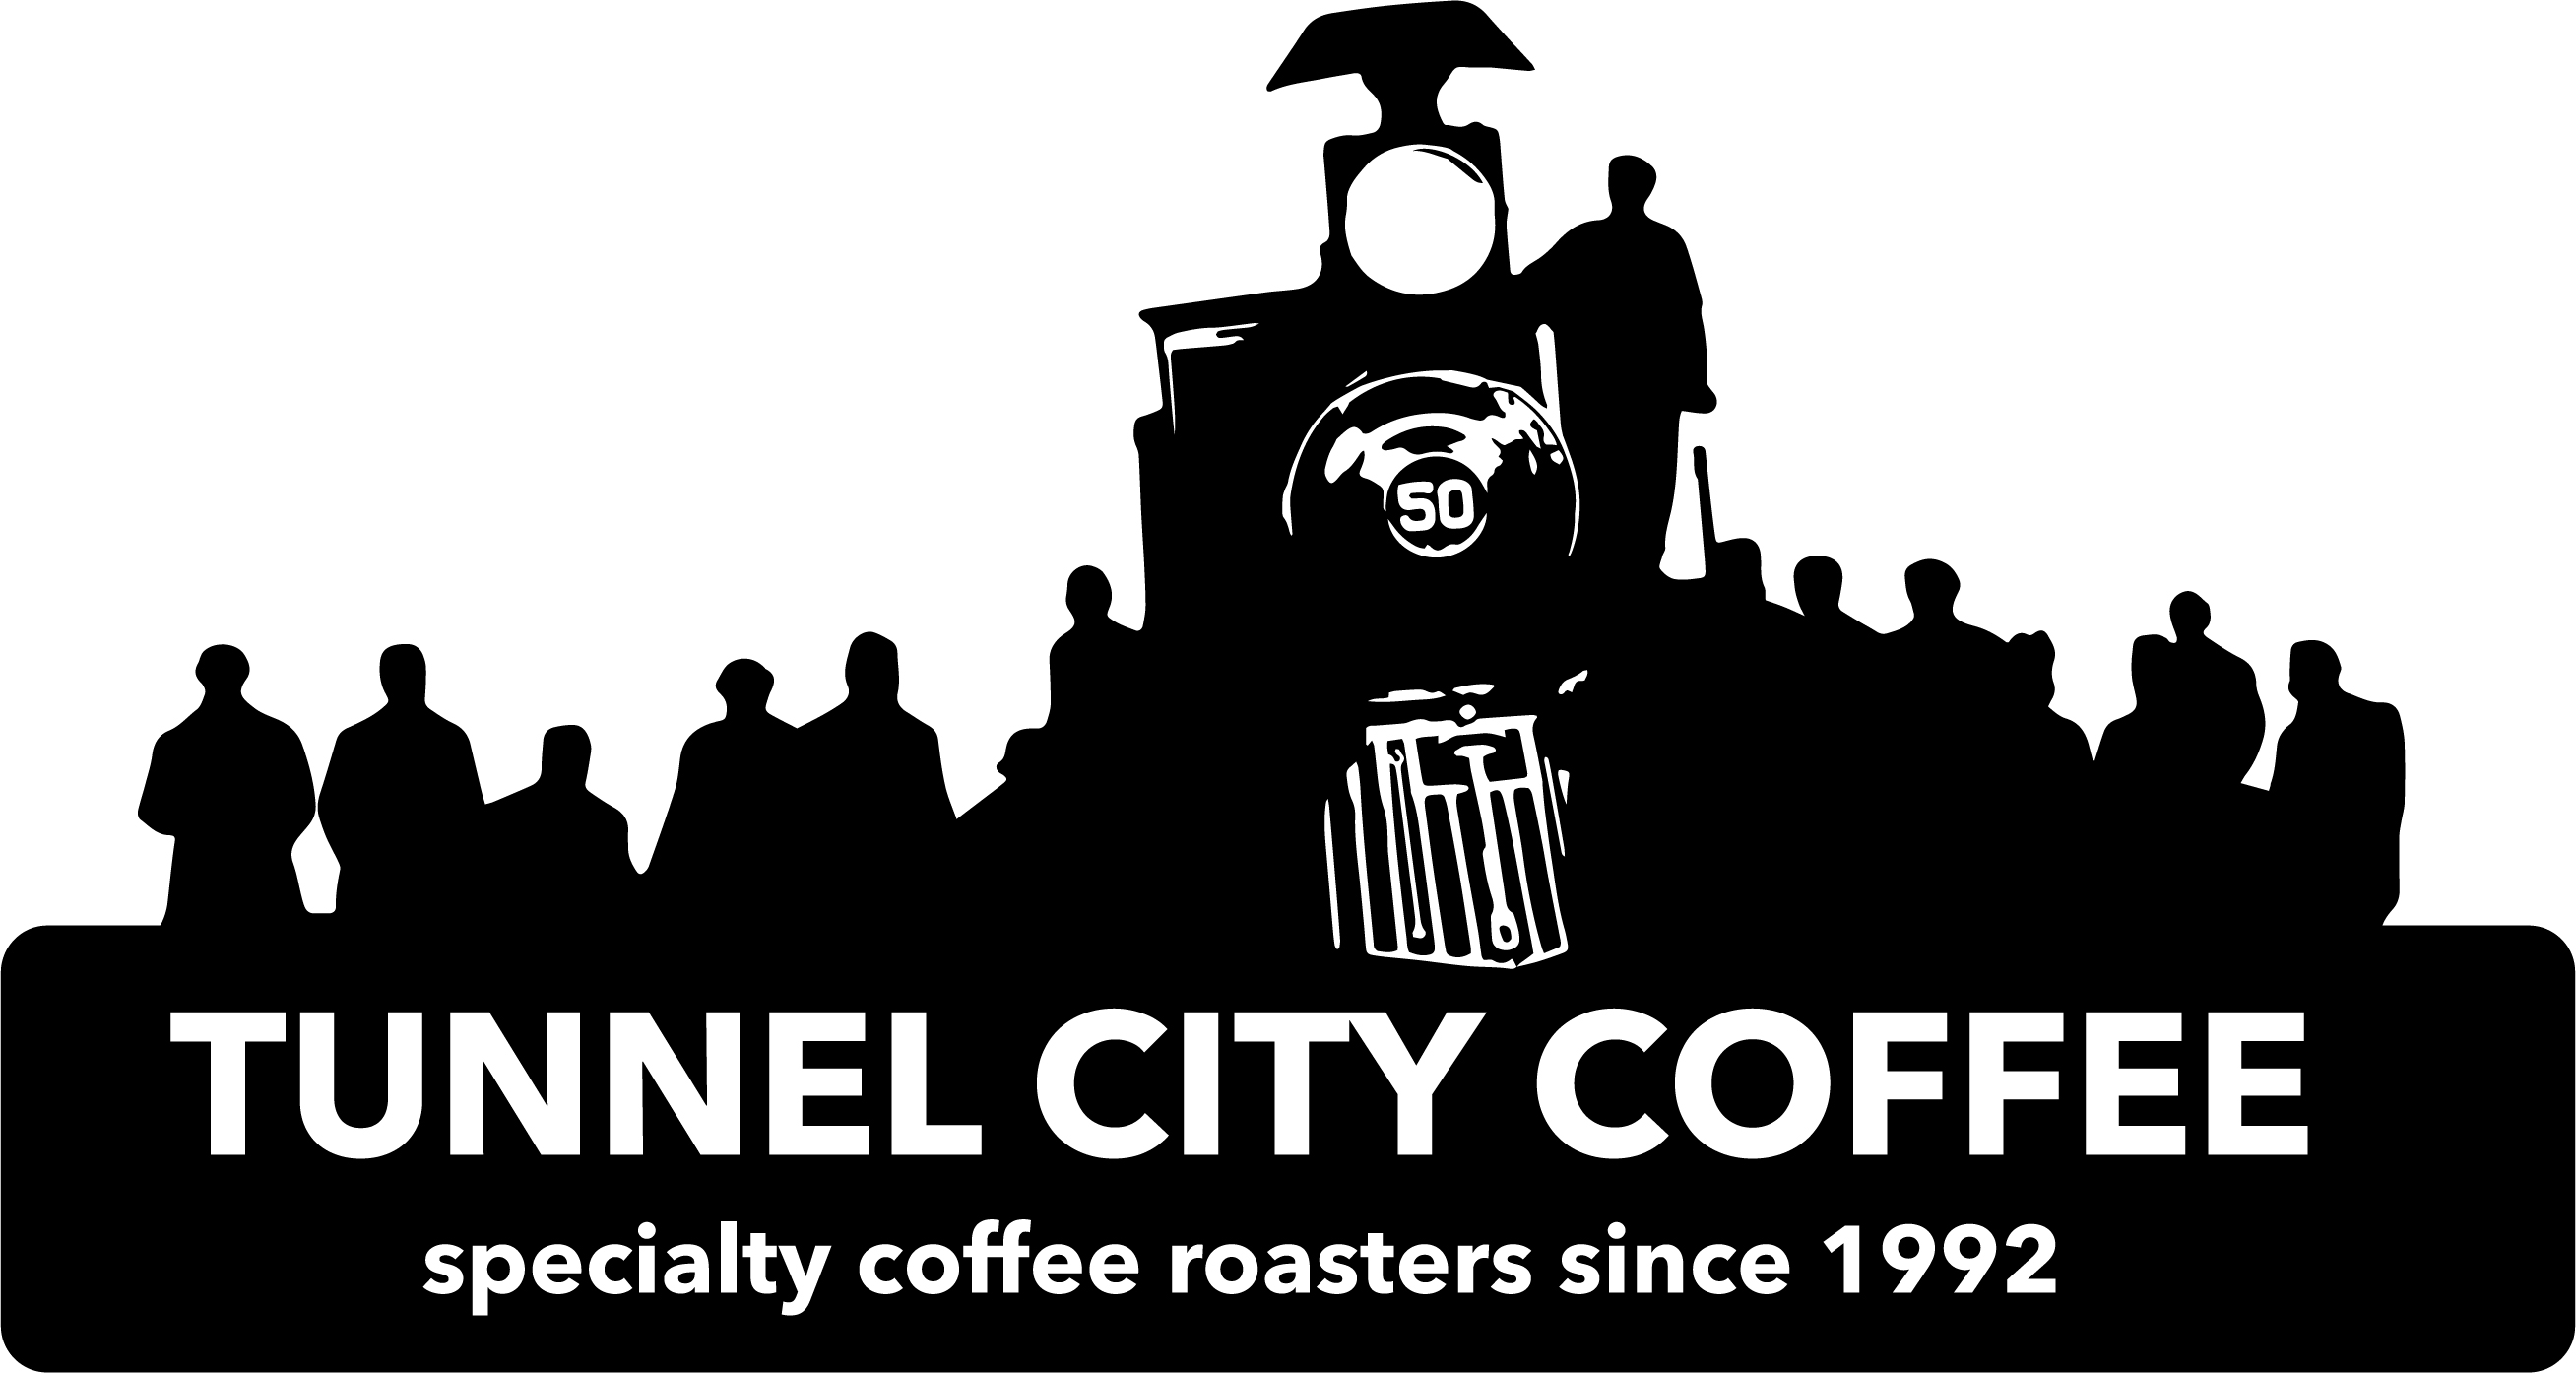 50
TUNNEL CITY COFFEE
specialty coffee roasters since 1992